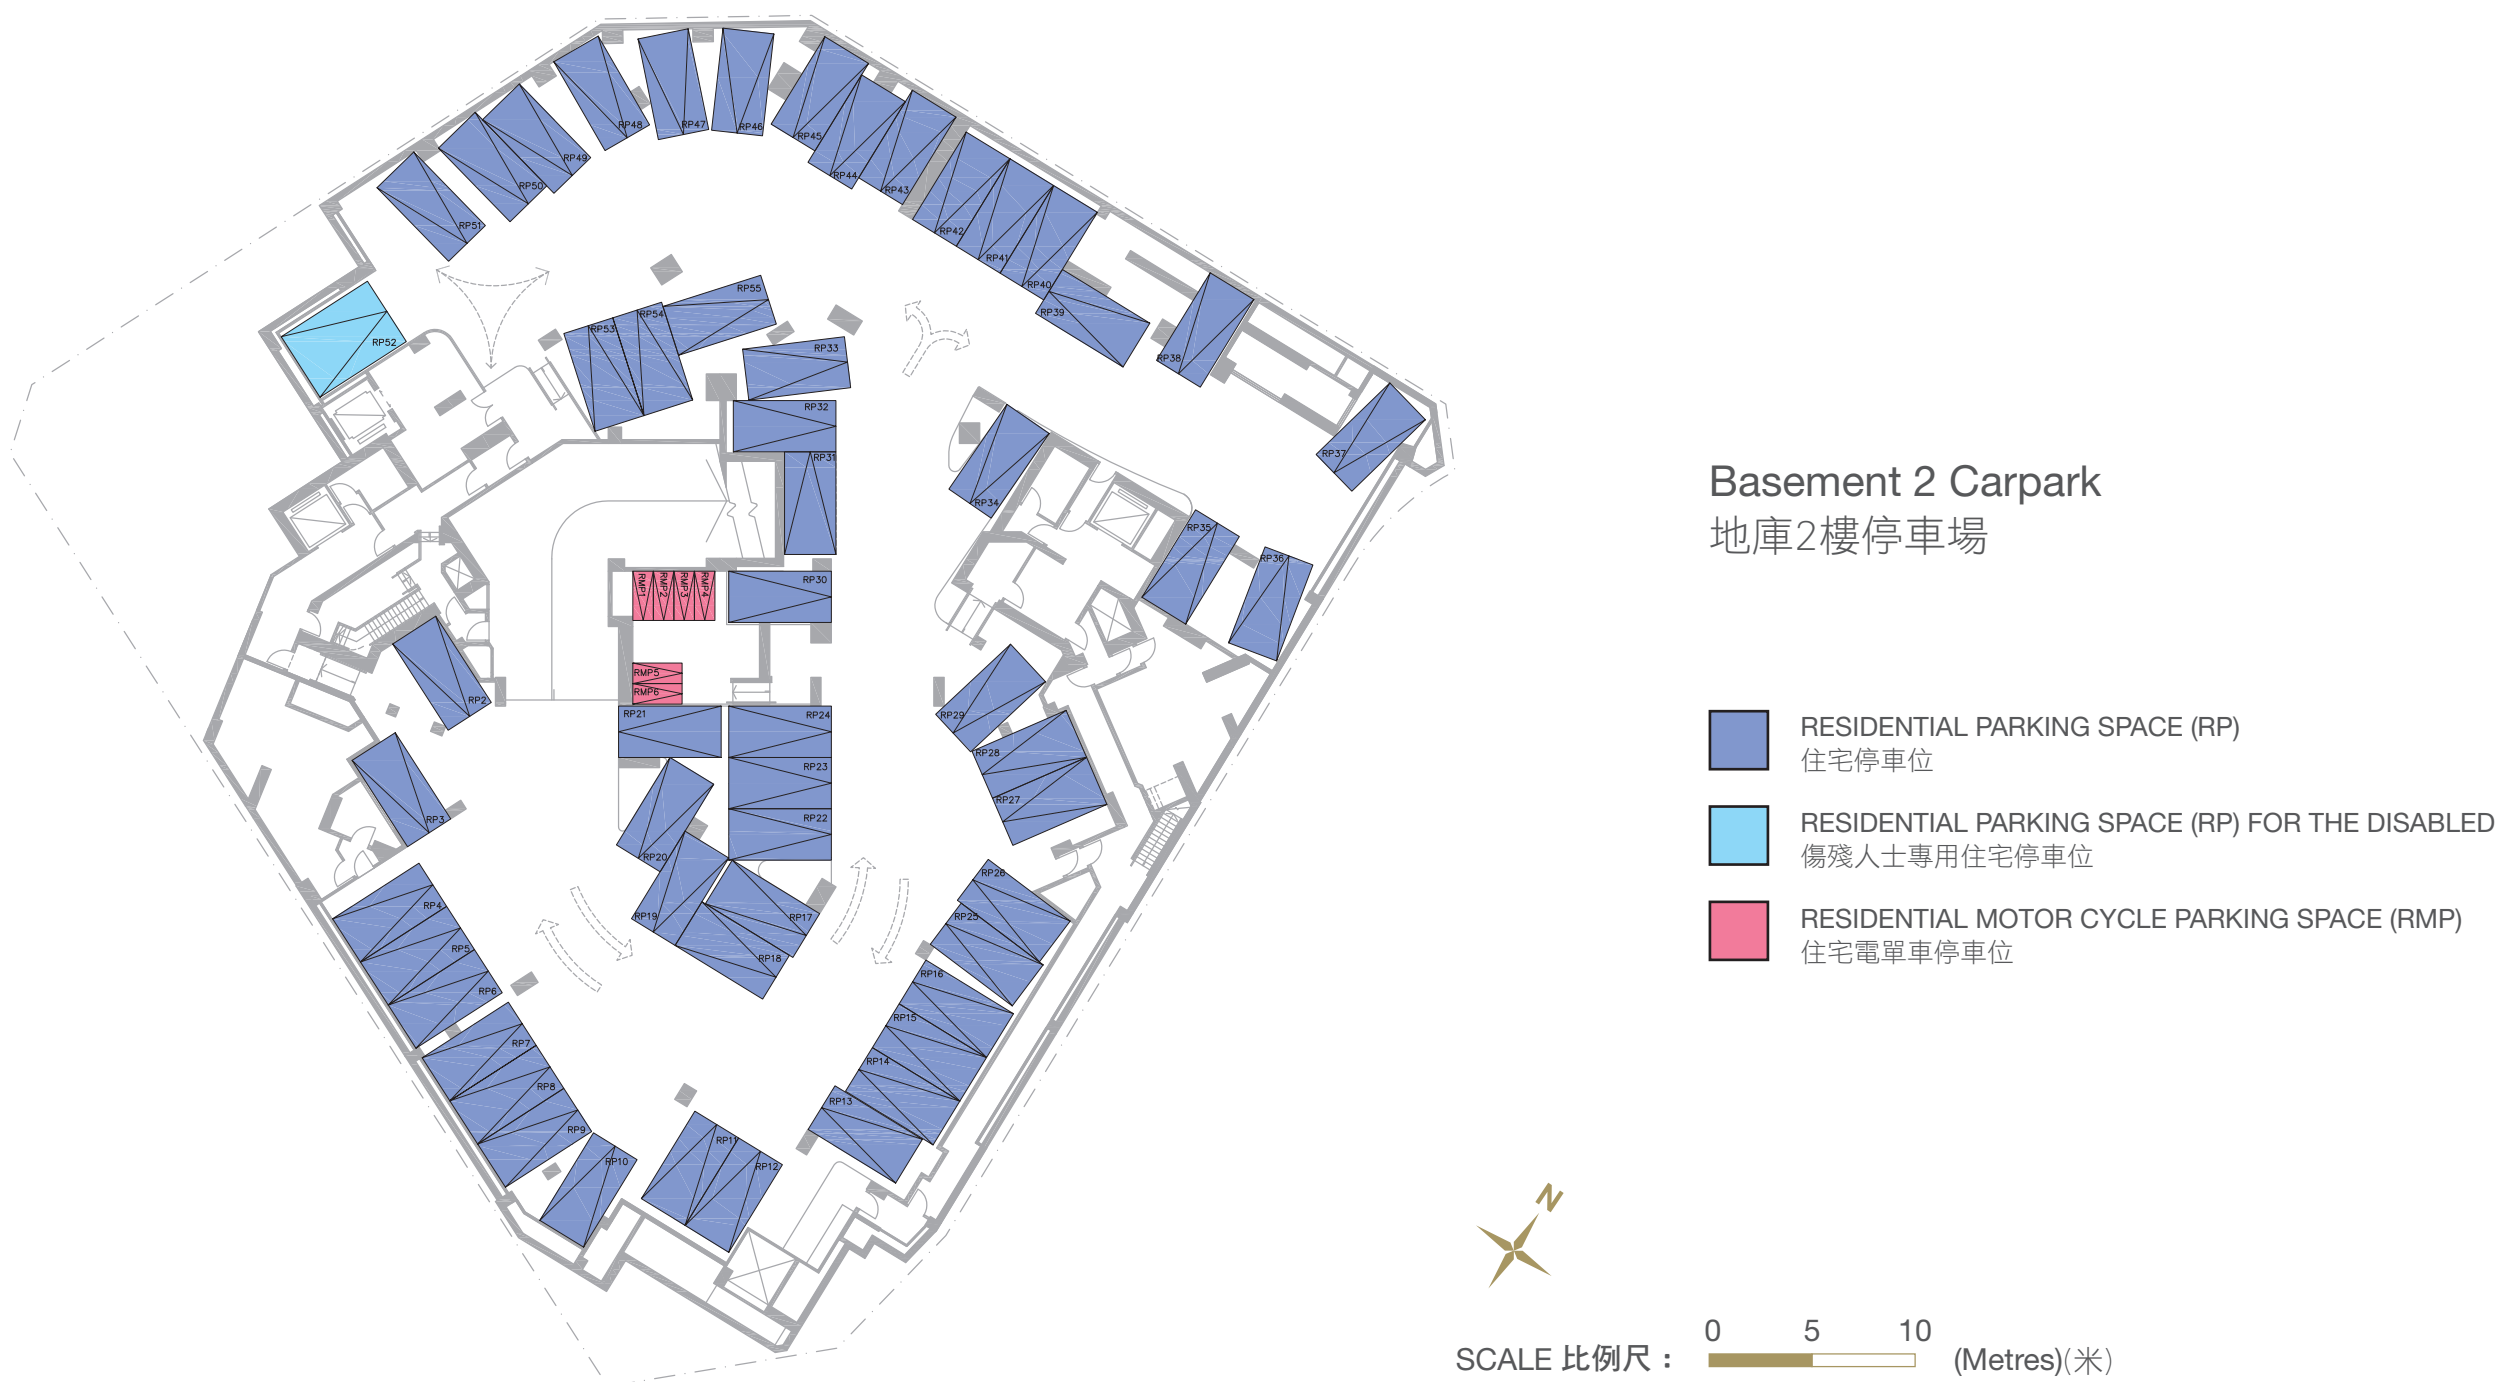 RP48
RP47
RP46
RP45
RP49
RP44
RP50
RP43
RP51
RP42
RP41
RP40
RP55
RP39
RP53
RP54
RP52
RP33
RP38
RP32
RP37
RP31
RP34
RP35
RP36
RMP1
RMP2
RMP3
RMP4
RP30
RMP5
RMP6
RP2
RP21
RP24
RP29
RP28
RP23
RP27
RP3
RP22
RP20
RP26
RP4
RP19
RP17
RP25
RP5
RP18
RP16
RP6
RP15
RP7
RP14
RP8
RP13
RP9
RP10
RP11
RP12
Basement 2 Carpark
地庫2樓停車場
RESIDENTIAL PARKING SPACE (RP)
住宅停車位
RESIDENTIAL PARKING SPACE (RP) FOR THE DISABLED
傷殘人士專用住宅停車位
RESIDENTIAL MOTOR CYCLE PARKING SPACE (RMP)
住宅電單車停車位
N
0 5 10
SCALE 比例尺 : (Metres)(米)